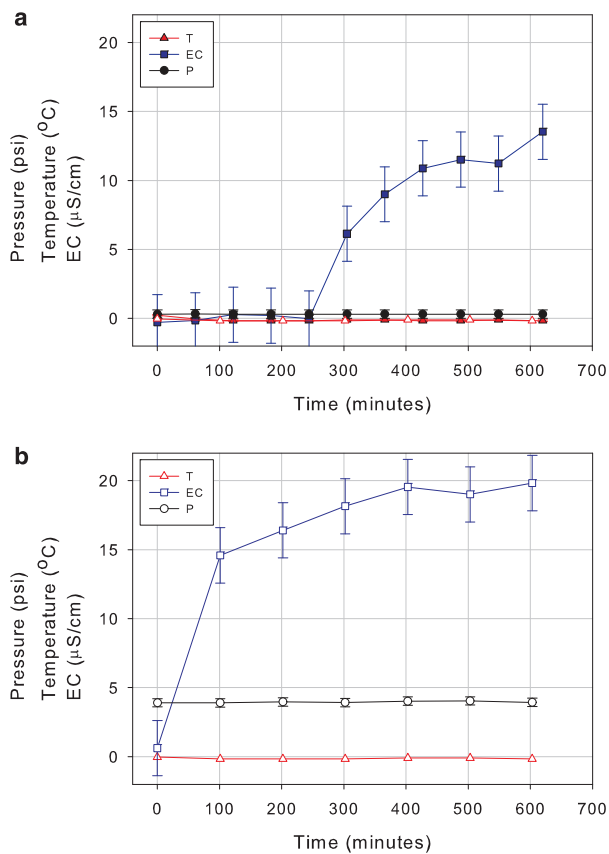 a
T
EC
P
20
15
10
5
0
Pressure (psi)
Temperature (°C)
EC (μS/cm)
0 100 200 300 400 500 600 700
Time (minutes)
b
T
EC
P
20
15
10
5
0
Pressure (psi)
Temperature (°C)
EC (μS/cm)
0 100 200 300 400 500 600 700
Time (minutes)